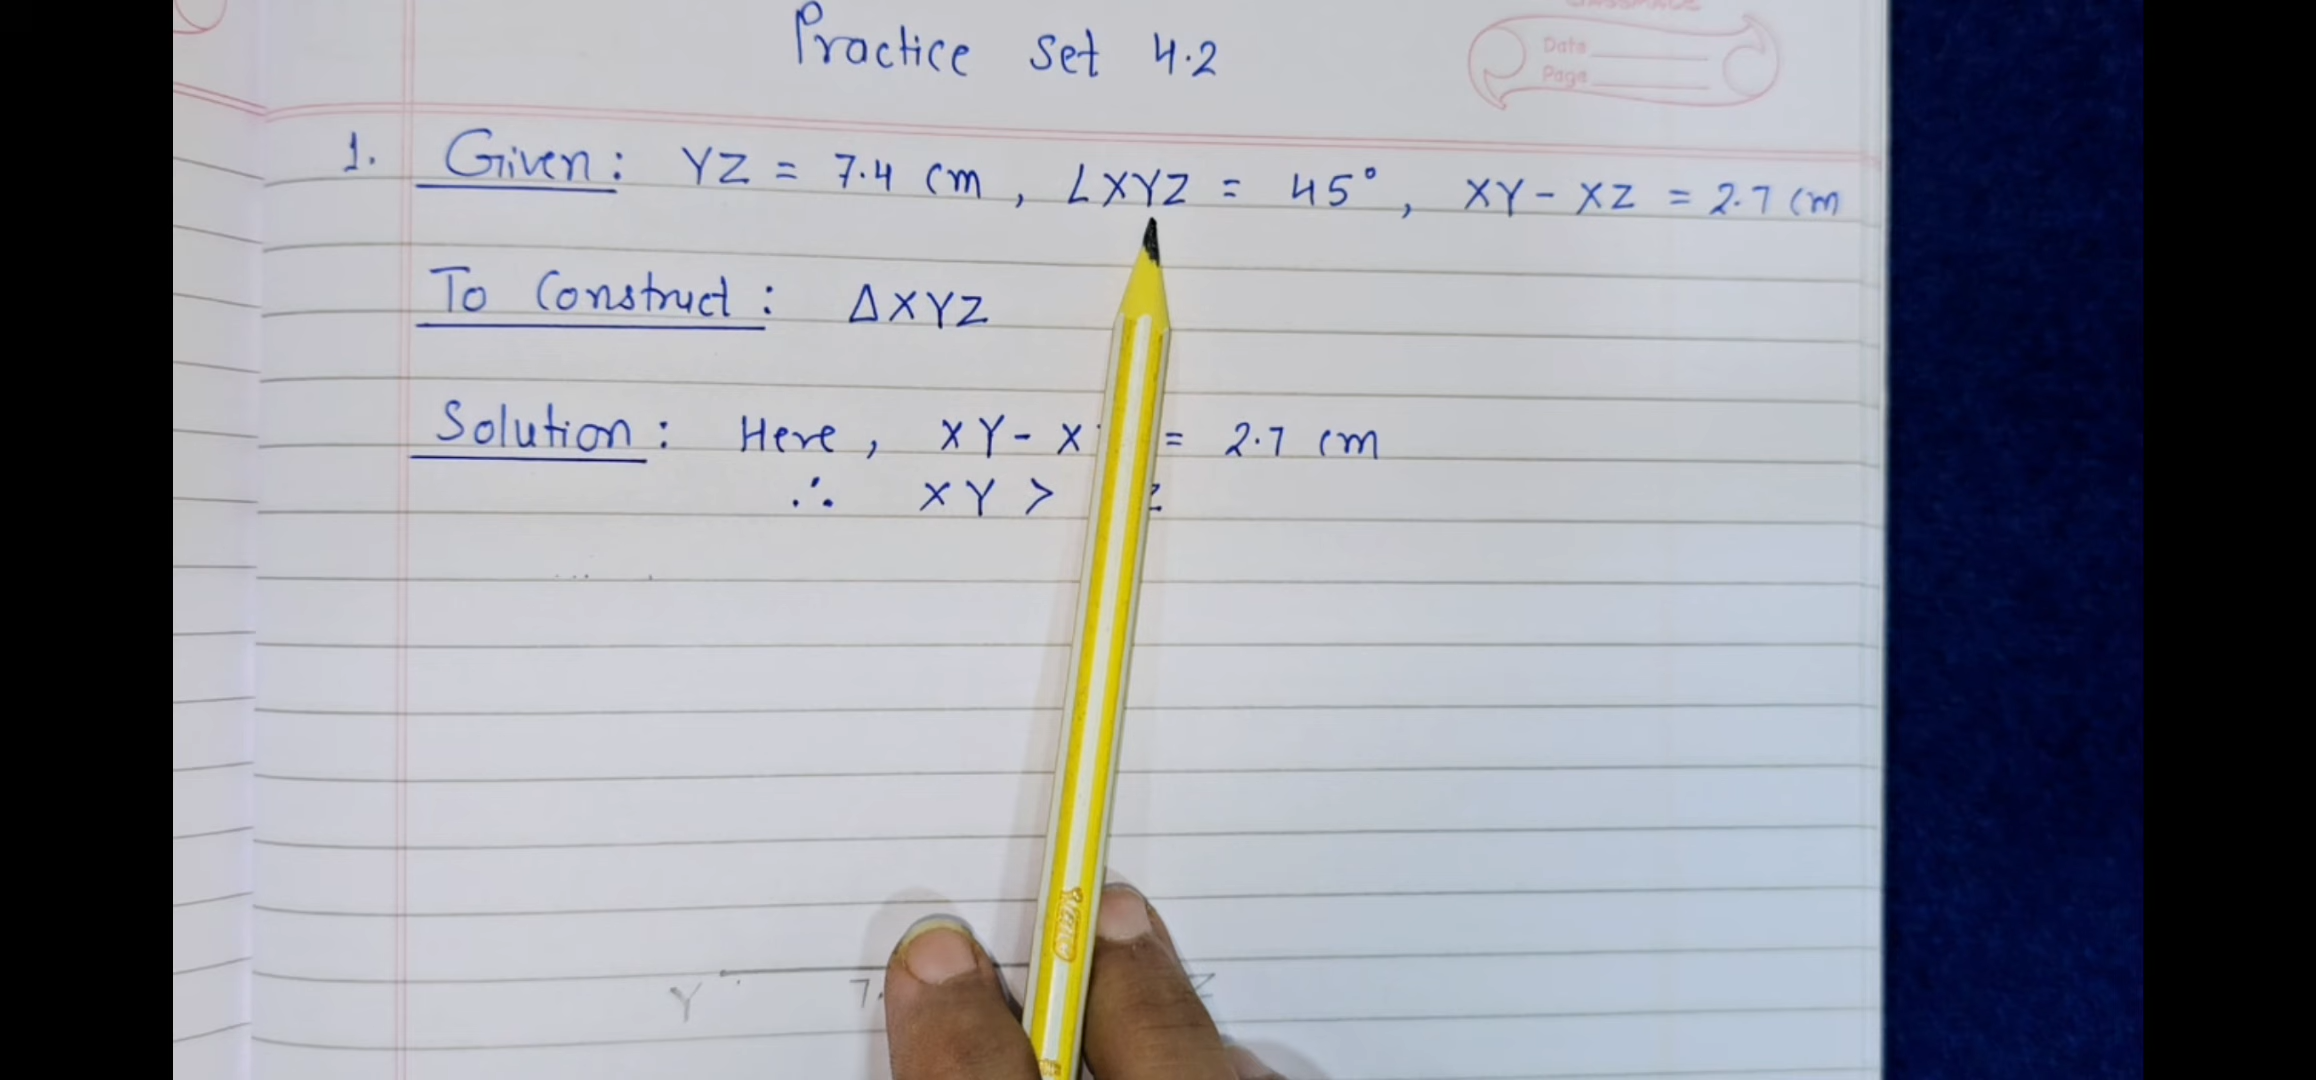 Practice Set 4.2
Date
Page
1. Given: YZ = 7.4 cm, ∠XYZ = 45°, XY - XZ = 2.7 cm
To Construct: ΔXYZ
Solution: Here, XY - X = 2.7 cm
∴ XY > Z
Y 7. Z